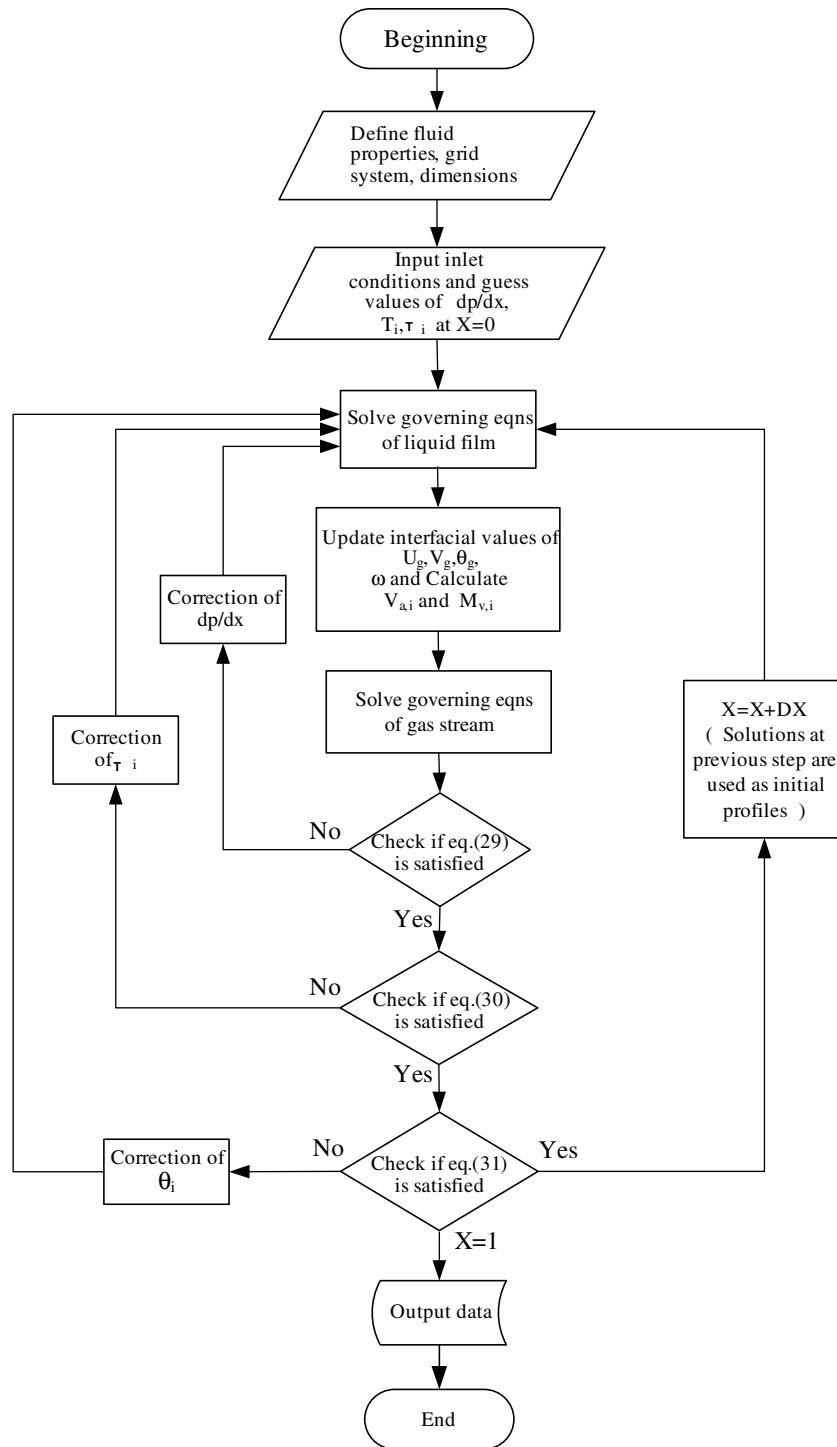 Beginning
Define fluid
properties, grid
system, dimensions
Input inlet
conditions and guess
values of dp/dx,
Ti,τ i at X=0
Solve governing eqns
of liquid film
Update interfacial values of
Ug,Vg,θg,
ω and Calculate
Va,i and Mv,i
Correction of
dp/dx
Solve governing eqns
of gas stream
Correction
of τ i
X=X+DX
( Solutions at
previous step are
used as initial
profiles )
No
Check if eq.(29)
is satisfied
Yes
No
Check if eq.(30)
is satisfied
Yes
Correction of
θi
No
Check if eq.(31)
is satisfied
Yes
X=1
Output data
End